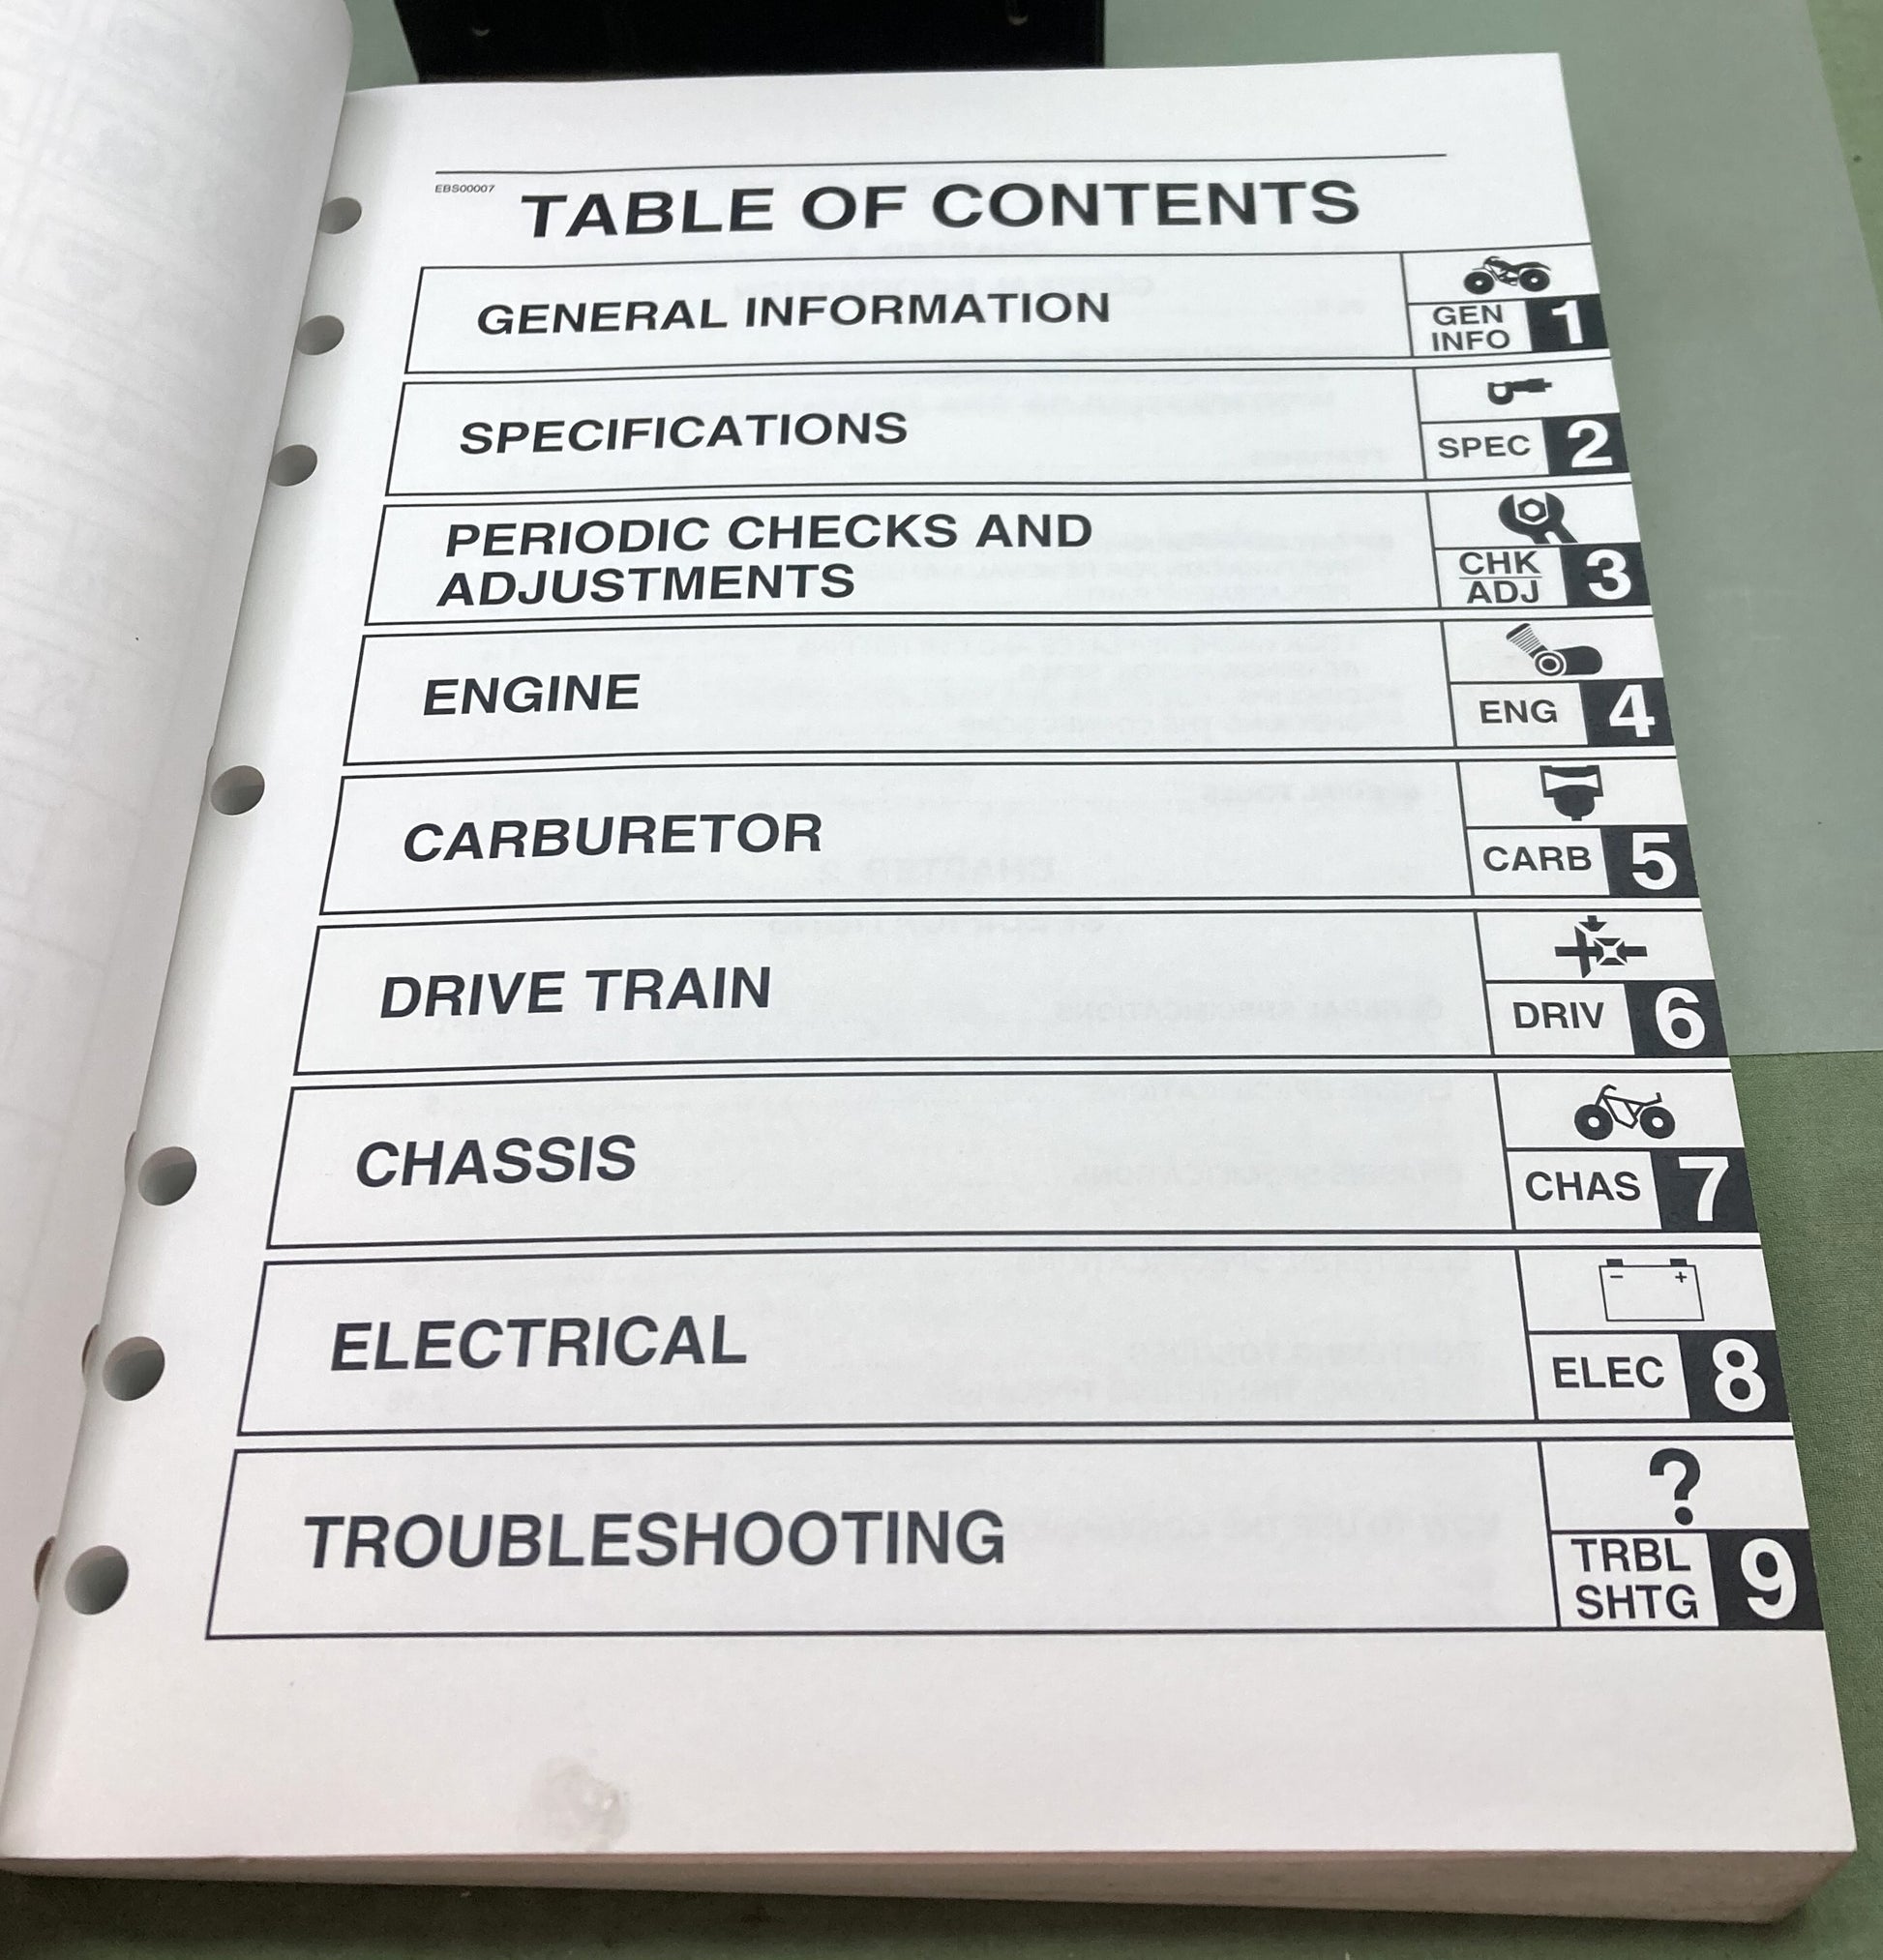 EBS00007
TABLE OF CONTENTS
GENERAL INFORMATION
GEN
INFO
1
SPECIFICATIONS
SPEC
2
PERIODIC CHECKS AND
ADJUSTMENTS
CHK
ADJ
3
ENGINE
ENG
4
CARBURETOR
CARB
5
DRIVE TRAIN
DRIV
6
CHASSIS
CHAS
7
ELECTRICAL
- +
ELEC
8
TROUBLESHOOTING
?
TRBL
SHTG
9